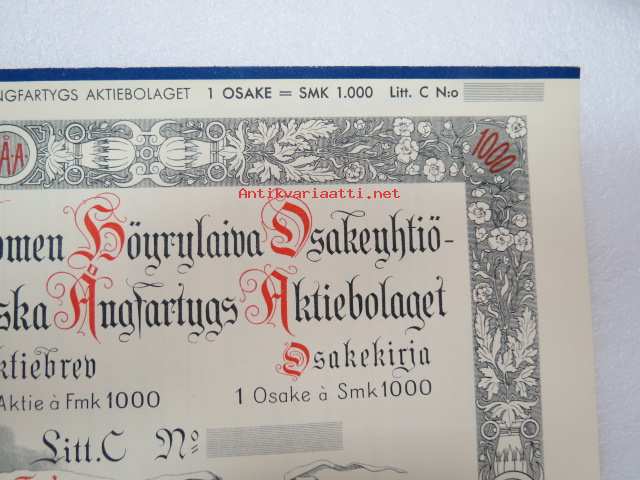 NGFARTYGS AKTIEBOLAGET 1 OSAKE = SMK 1.000 Litt. C N:o
Å·A
1000
Antikvariaatti.net
omen Höyrylaiva Osakeyhtiö-
ska Ångfartygs Aktiebolaget
ktiebrev Osakekirja
Aktie à Fmk 1000 1 Osake à Smk 1000
Litt. C No